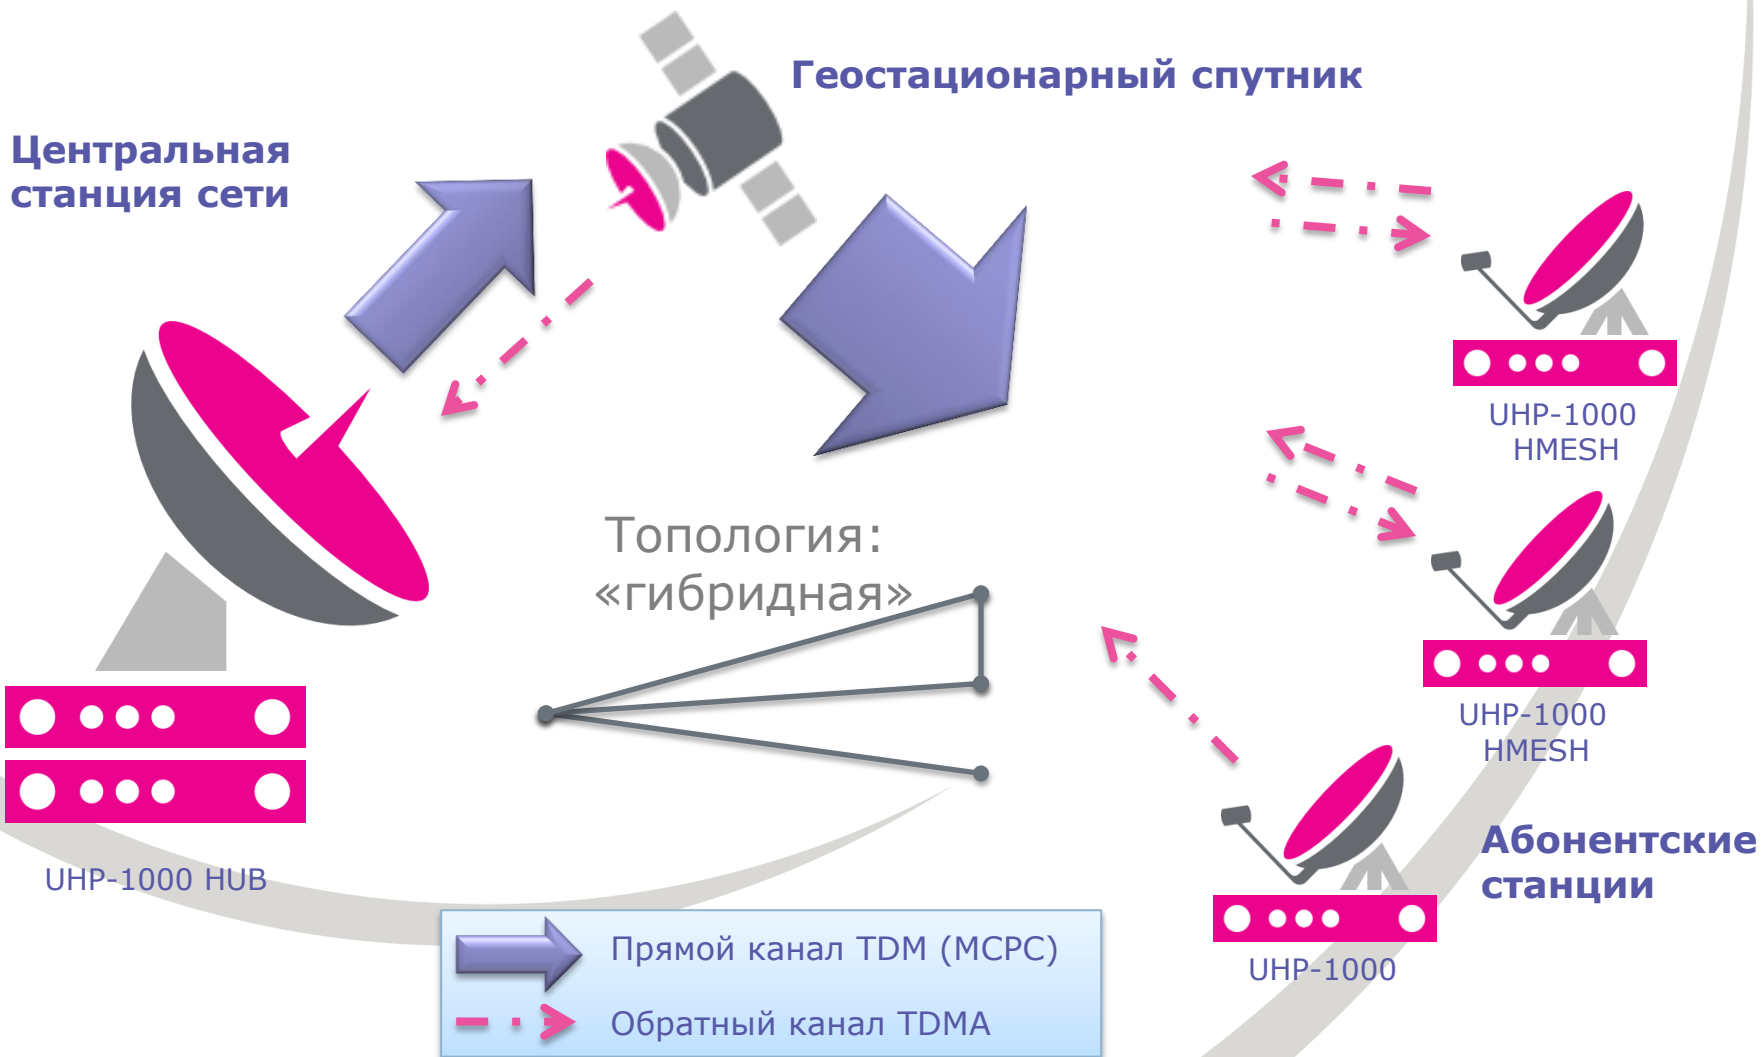 Геостационарный спутник
Центральная
станция сети
UHP-1000
HMESH
Топология:
«гибридная»
UHP-1000
HMESH
UHP-1000 HUB
Абонентские
станции
UHP-1000
Прямой канал TDM (MCPC)
Обратный канал TDMA